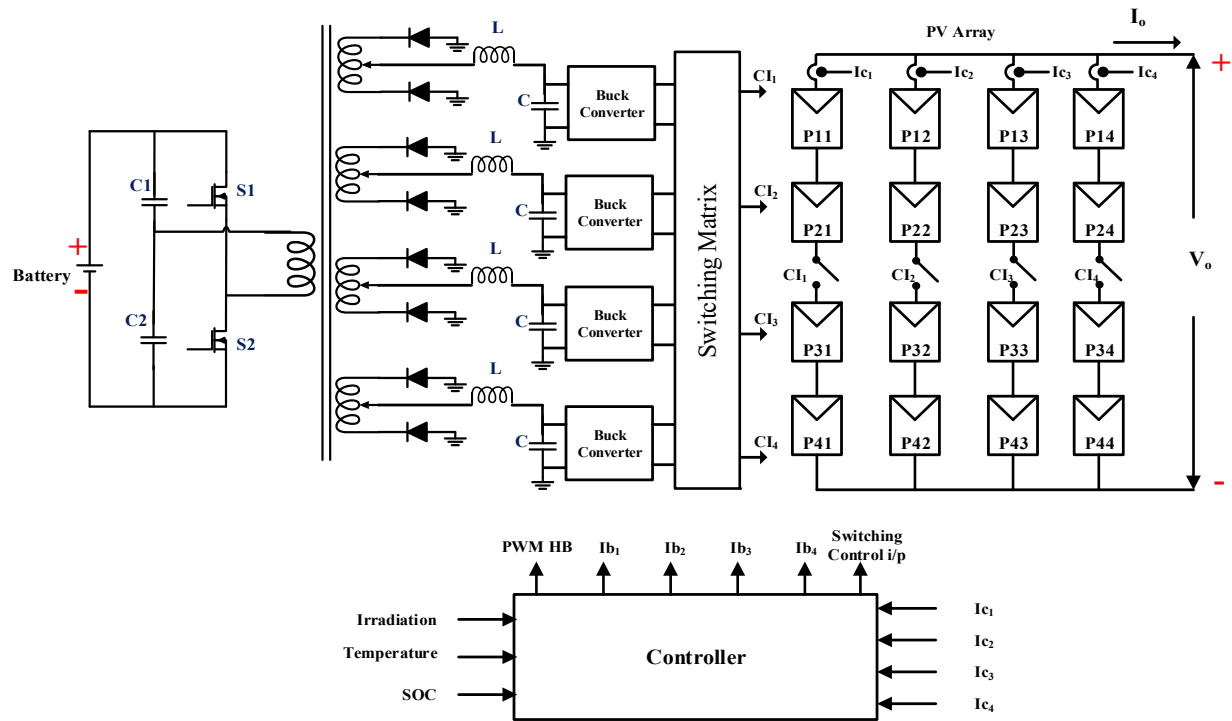 L
C
Buck
Converter
L
C
Buck
Converter
L
C
Buck
Converter
L
C
Buck
Converter
C1
S1
Battery
+
-
C2
S2
Switching Matrix
CI₁
CI₂
CI₃
CI₄
PV Array
Iₒ
Ic₁
Ic₂
Ic₃
Ic₄
+
P11
P12
P13
P14
P21
P22
P23
P24
CI₁
CI₂
CI₃
CI₄
Vₒ
P31
P32
P33
P34
P41
P42
P43
P44
-
PWM HB
Ib₁
Ib₂
Ib₃
Ib₄
Switching
Control i/p
Irradiation
Temperature
SOC
Controller
Ic₁
Ic₂
Ic₃
Ic₄